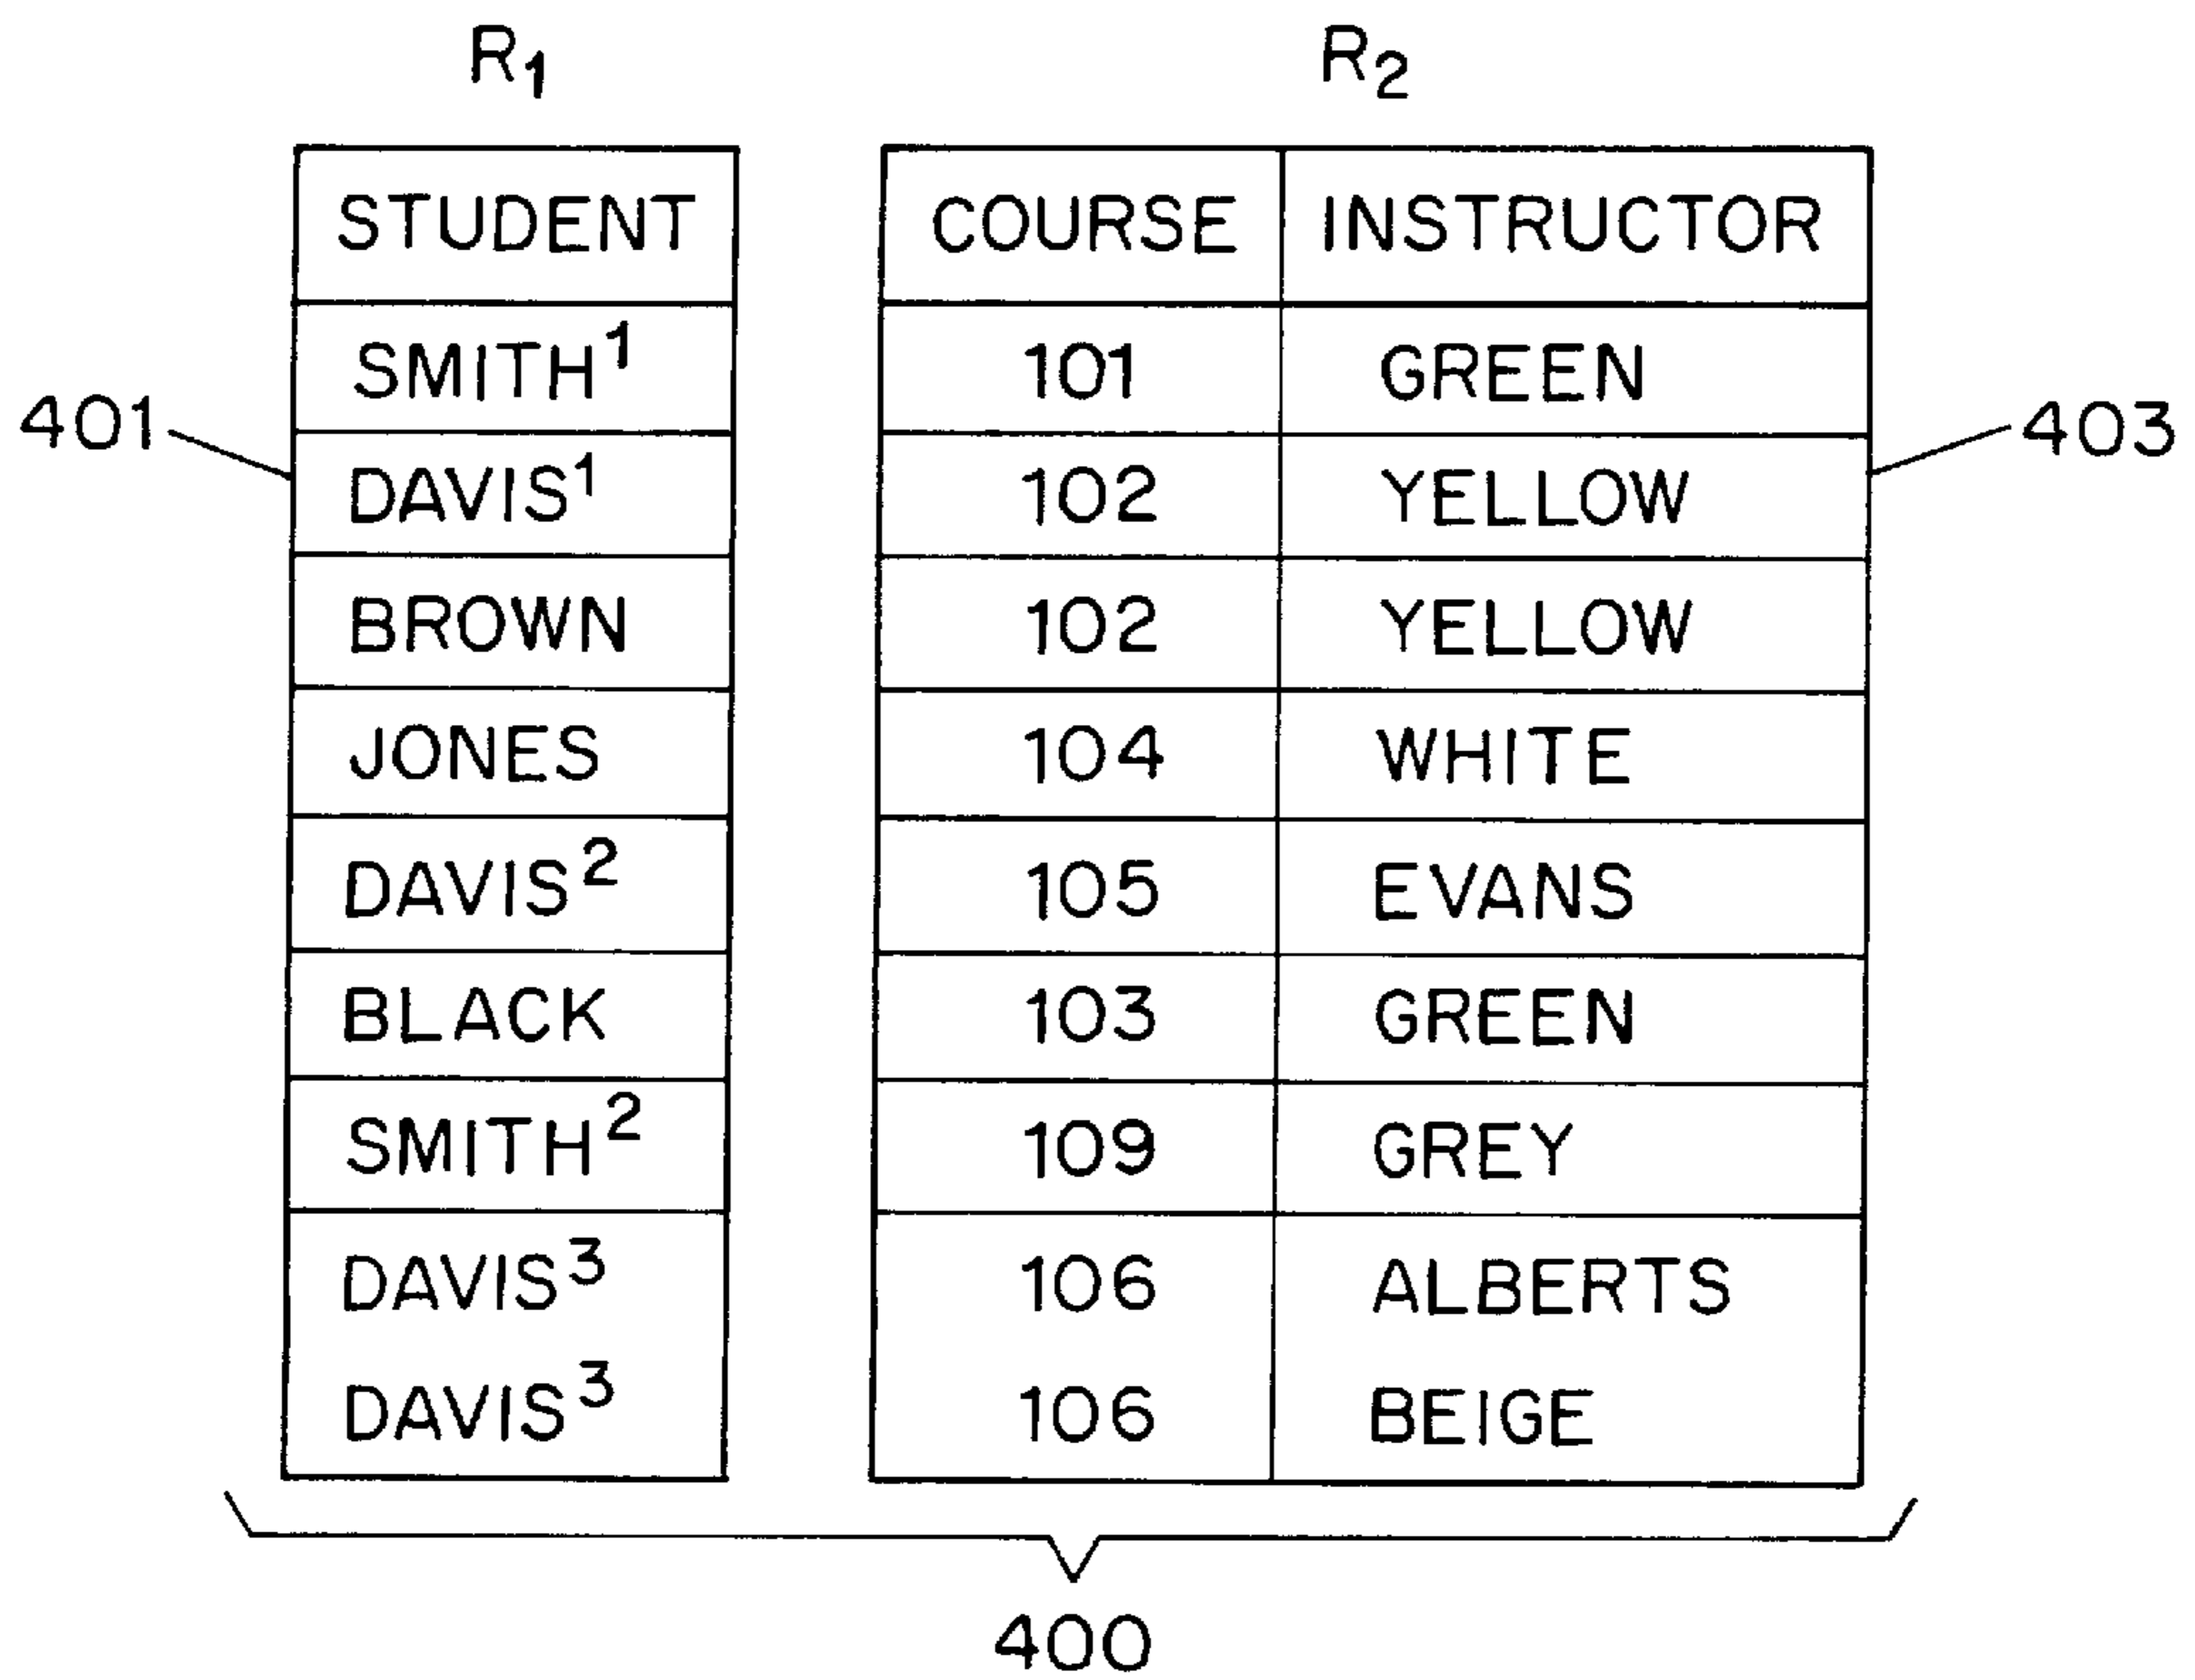 R₁ R₂
STUDENT COURSE INSTRUCTOR
SMITH¹ 101 GREEN
401 403
DAVIS¹ 102 YELLOW
BROWN 102 YELLOW
JONES 104 WHITE
DAVIS² 105 EVANS
BLACK 103 GREEN
SMITH² 109 GREY
DAVIS³ 106 ALBERTS
DAVIS³ 106 BEIGE
400